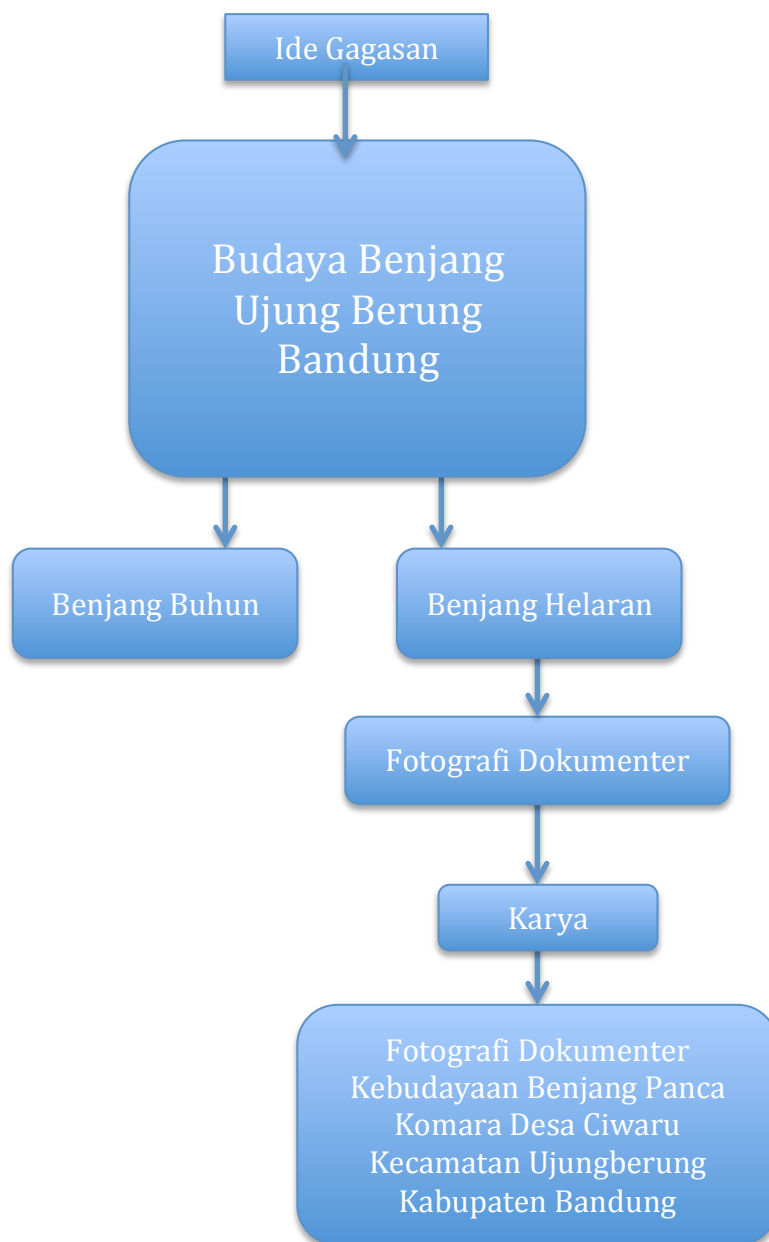 Ide Gagasan
Budaya Benjang
Ujung Berung
Bandung
Benjang Buhun
Benjang Helaran
Fotografi Dokumenter
Karya
Fotografi Dokumenter
Kebudayaan Benjang Panca
Komara Desa Ciwaru
Kecamatan Ujungberung
Kabupaten Bandung